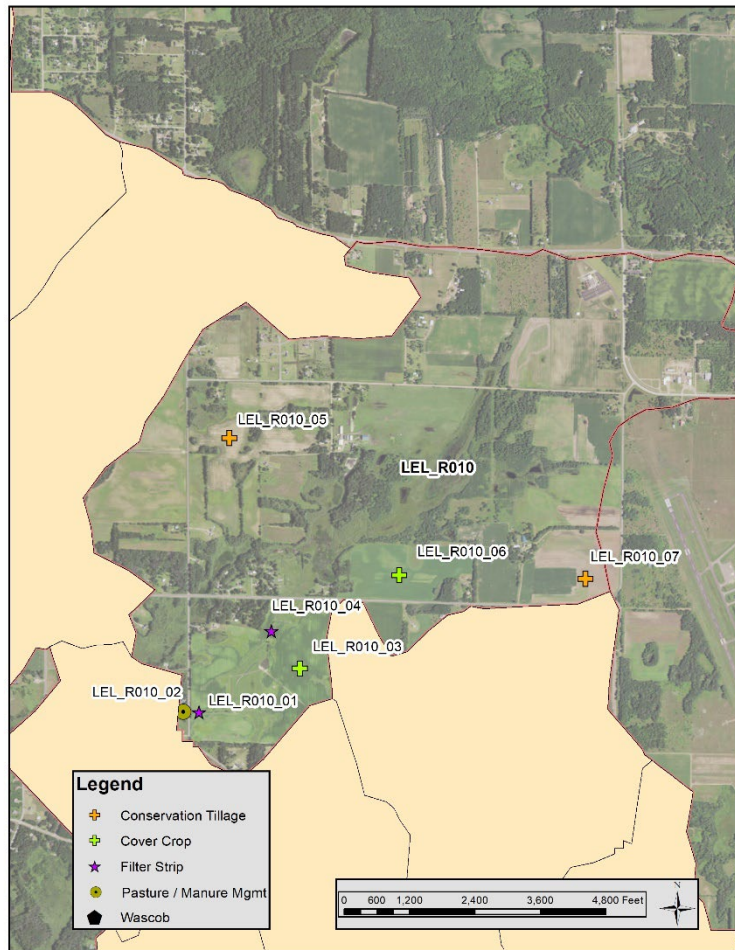 LEL_R010_05
LEL_R010
LEL_R010_06
LEL_R010_07
LEL_R010_04
LEL_R010_03
LEL_R010_02
LEL_R010_01
Legend
Conservation Tillage
Cover Crop
Filter Strip
Pasture / Manure Mgmt
Wascob
0 600 1,200 2,400 3,600 4,800 Feet
N